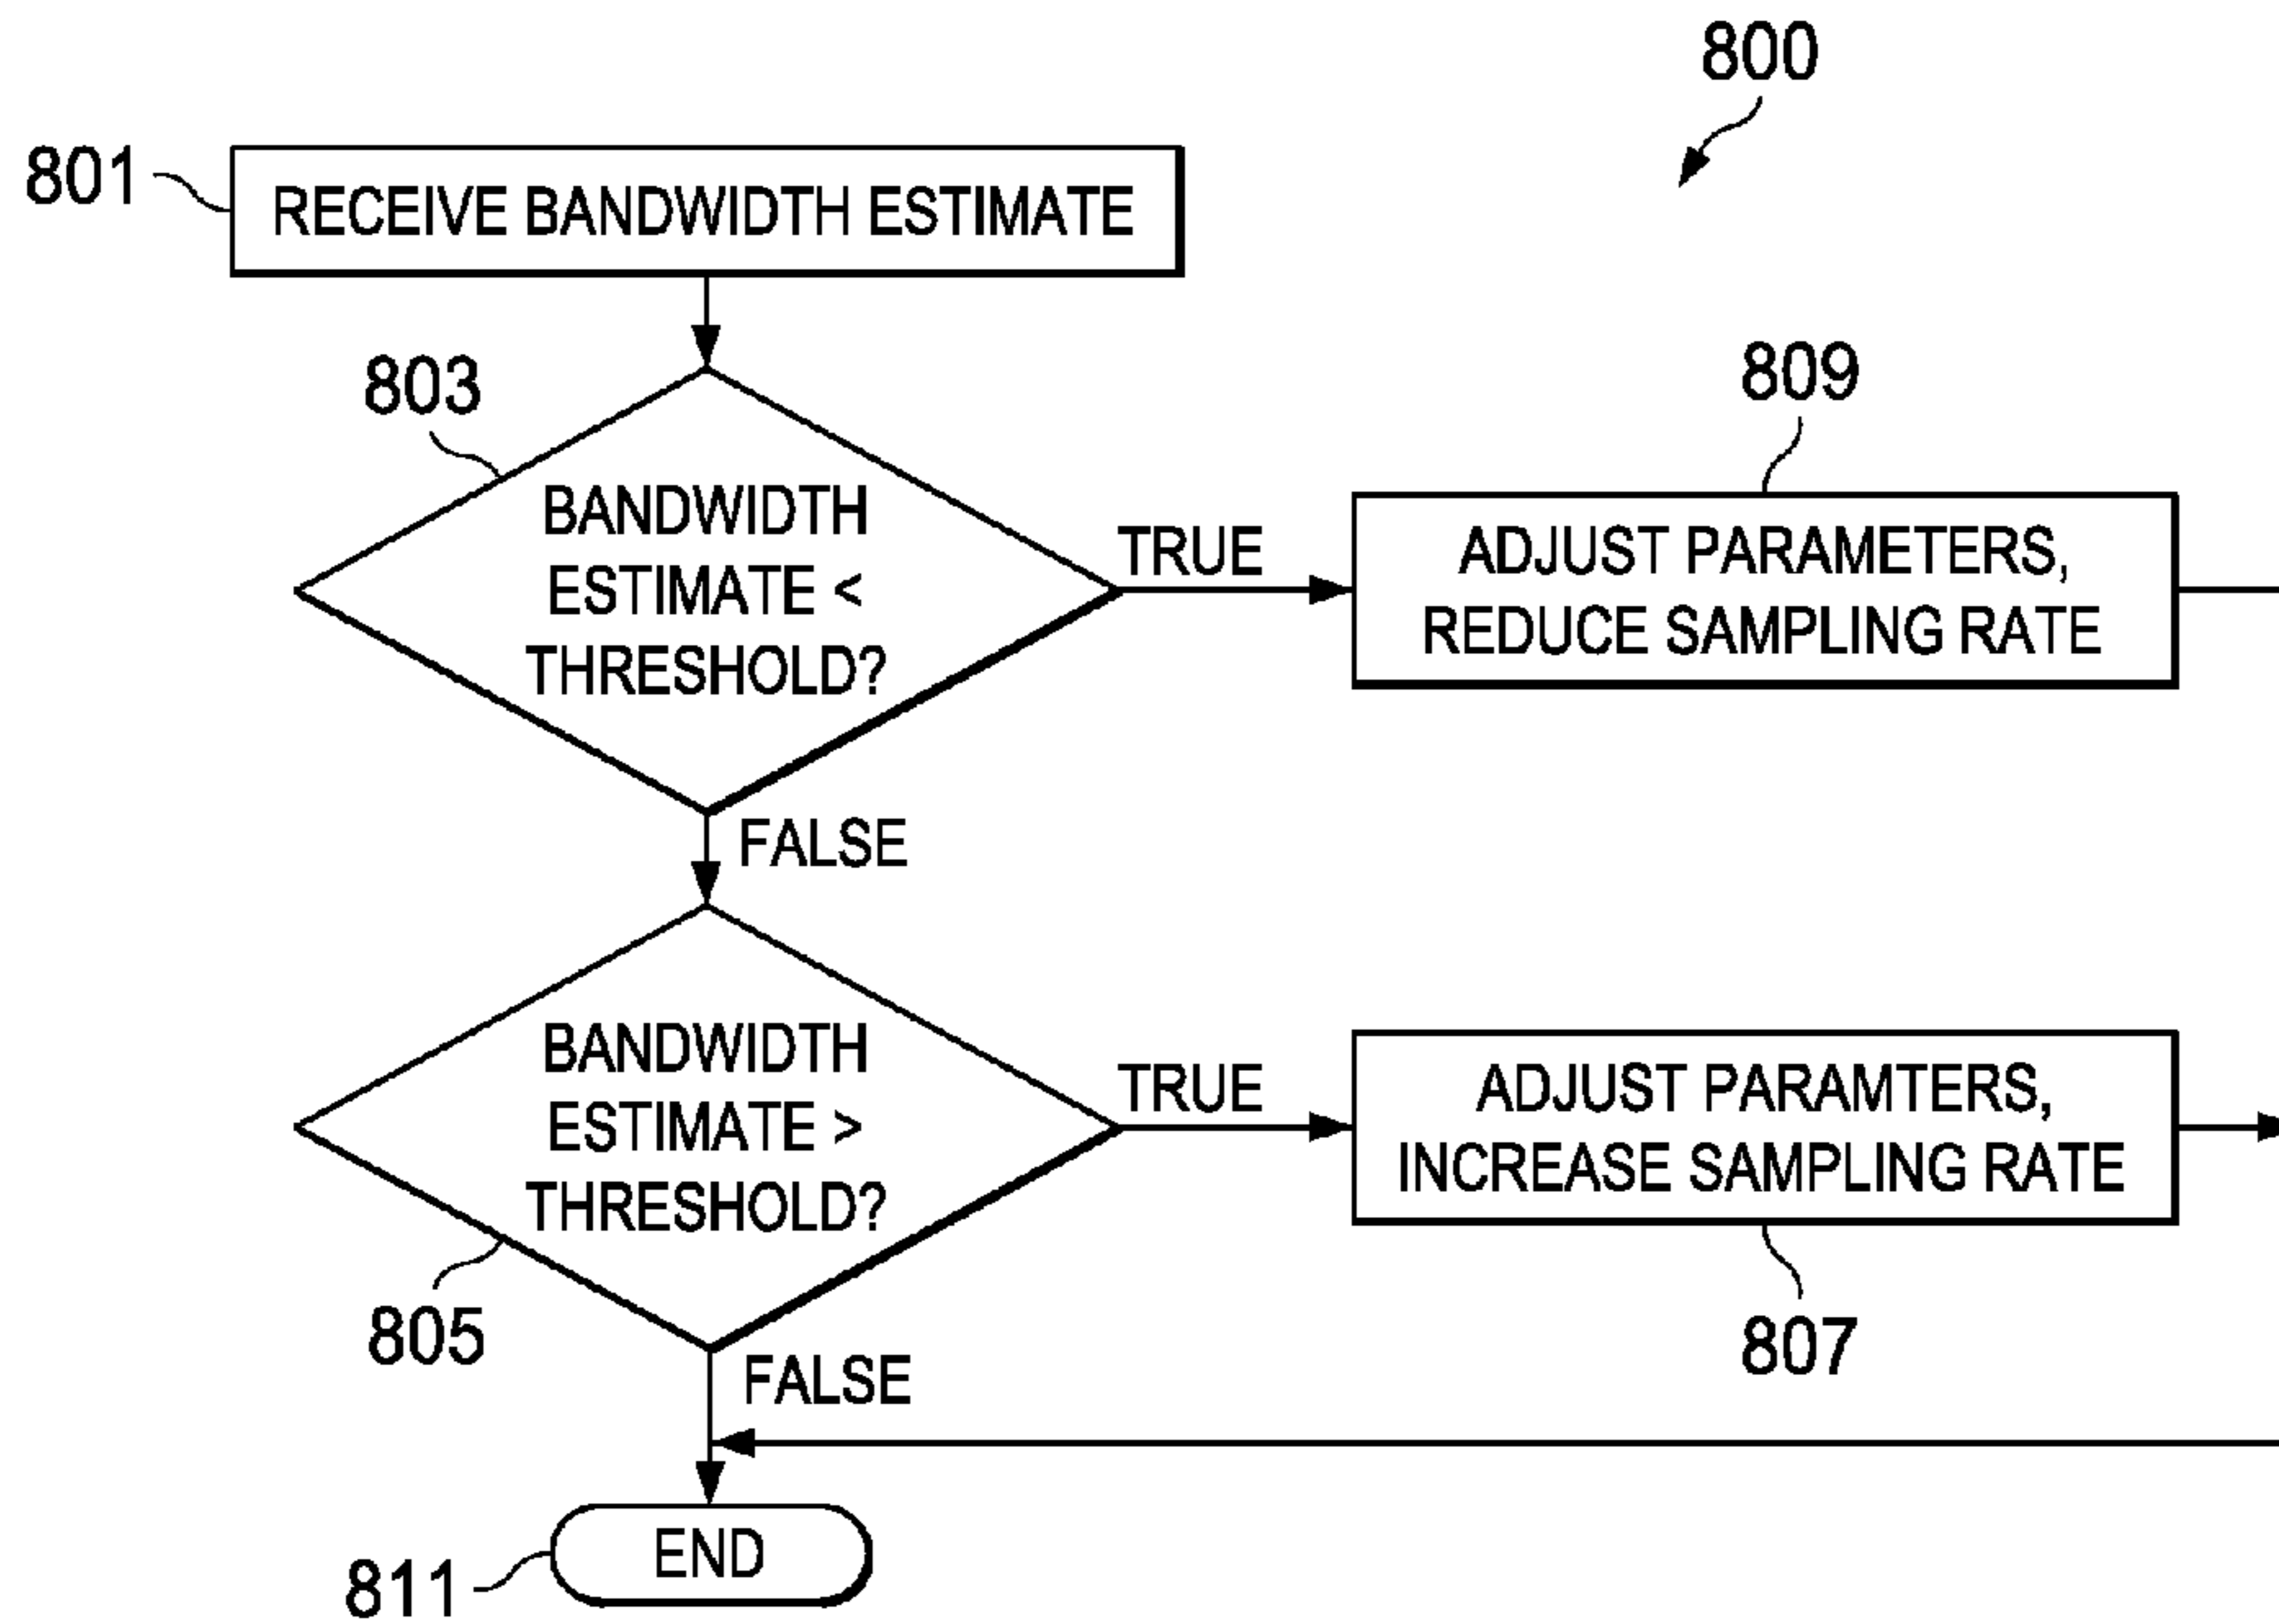 800
801
RECEIVE BANDWIDTH ESTIMATE
803
BANDWIDTH
ESTIMATE <
THRESHOLD?
TRUE
809
ADJUST PARAMETERS,
REDUCE SAMPLING RATE
FALSE
BANDWIDTH
ESTIMATE >
THRESHOLD?
805
TRUE
ADJUST PARAMTERS,
INCREASE SAMPLING RATE
807
FALSE
END
811